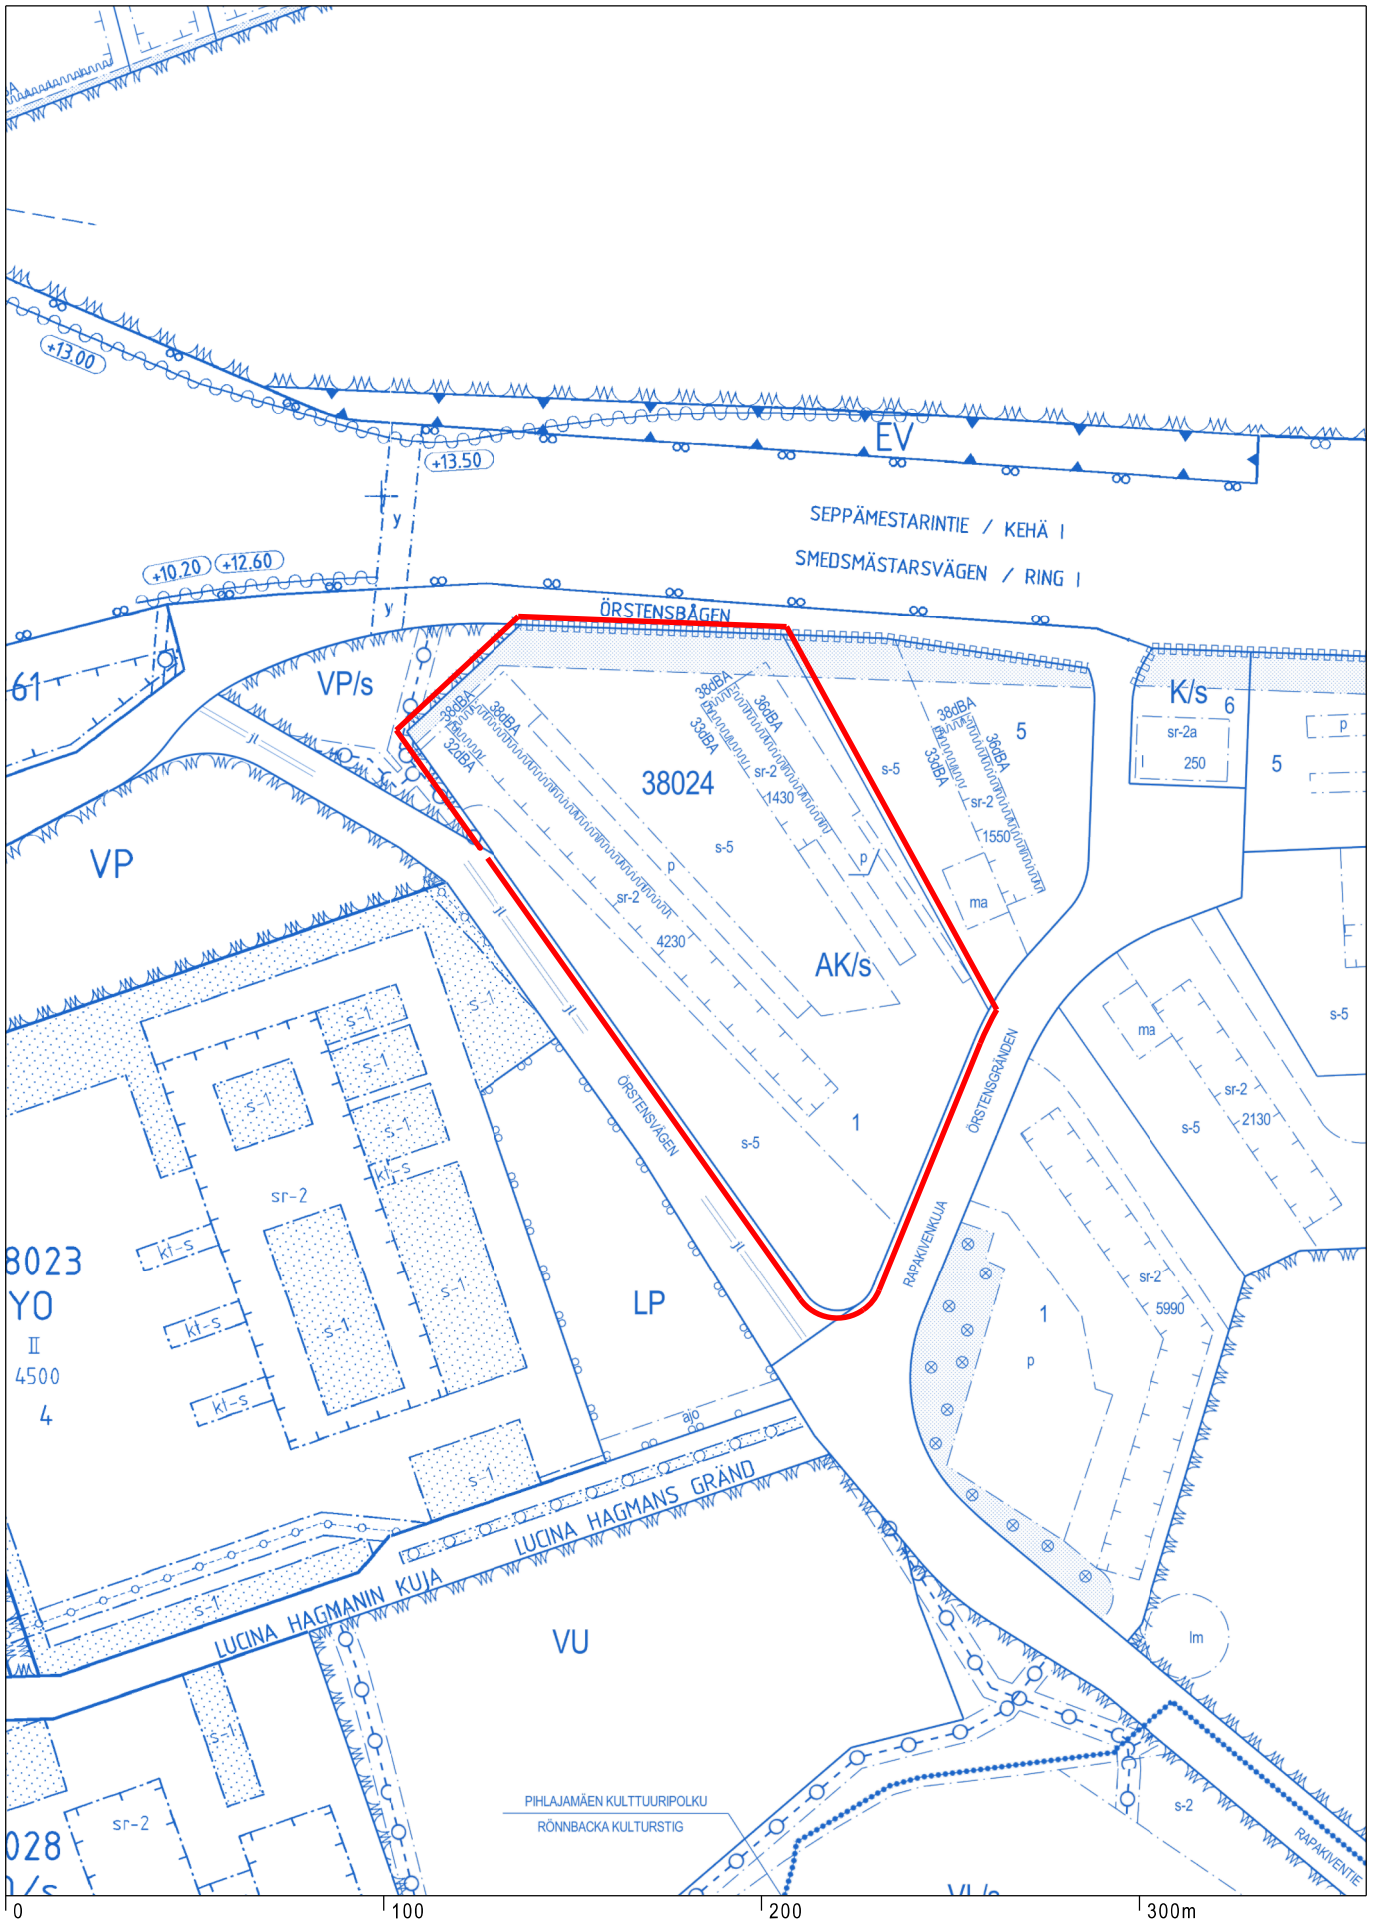 +13.00
EV
+13.50
SEPPÄMESTARINTIE / KEHÄ I
SMEDSMÄSTARSVÄGEN / RING I
y
+10.20
+12.60
y
ÖRSTENSBÅGEN
61
VP/s
K/s
6
sr-2a
250
5
p
5
38dBA
38dBA
32dBA
38dBA
36dBA
33dBA
38dBA
36dBA
33dBA
38024
sr-2
1430
s-5
s-5
sr-2
1550
jl
VP
p
p
sr-2
4230
ma
AK/s
jl
jl
s-1
s-1
s-1
s-1
s-1
kl-s
sr-2
kl-s
s-1
s-1
kl-s
kl-s
8023
YO
II
4500
4
ÖRSTENSVÄGEN
s-5
1
ÖRSTENSGRÄNDEN
RAPAKIVENKUJA
ma
sr-2
2130
s-5
s-5
jl
LP
sr-2
5990
1
p
ajo
s-1
LUCINA HAGMANS GRÄND
LUCINA HAGMANIN KUJA
s-1
VU
lm
s-1
sr-2
028
PIHLAJAMÄEN KULTTUURIPOLKU
RÖNNBACKA KULTURSTIG
s-2
RAPAKIVENTIE
VL/s
0 100 200 300m